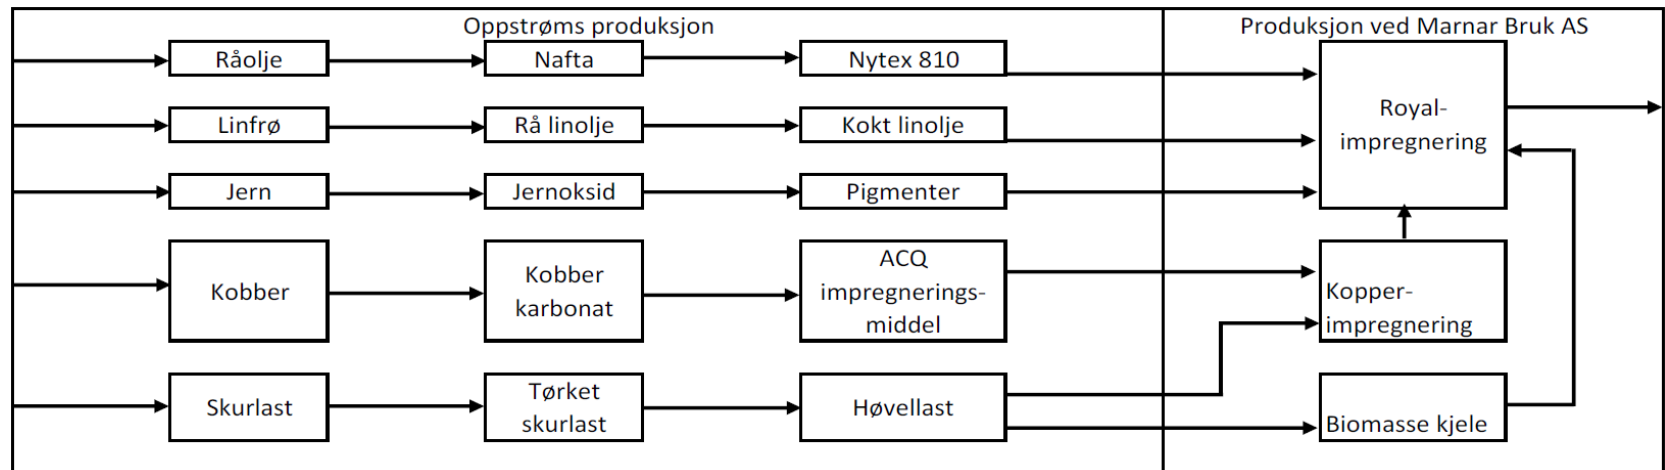 Oppstrøms produksjon
Produksjon ved Marnar Bruk AS
Råolje
Nafta
Nytex 810
Linfrø
Rå linolje
Kokt linolje
Royal-
impregnering
Jern
Jernoksid
Pigmenter
Kobber
Kobber
karbonat
ACQ
impregnerings-
middel
Kopper-
impregnering
Skurlast
Tørket
skurlast
Høvellast
Biomasse kjele